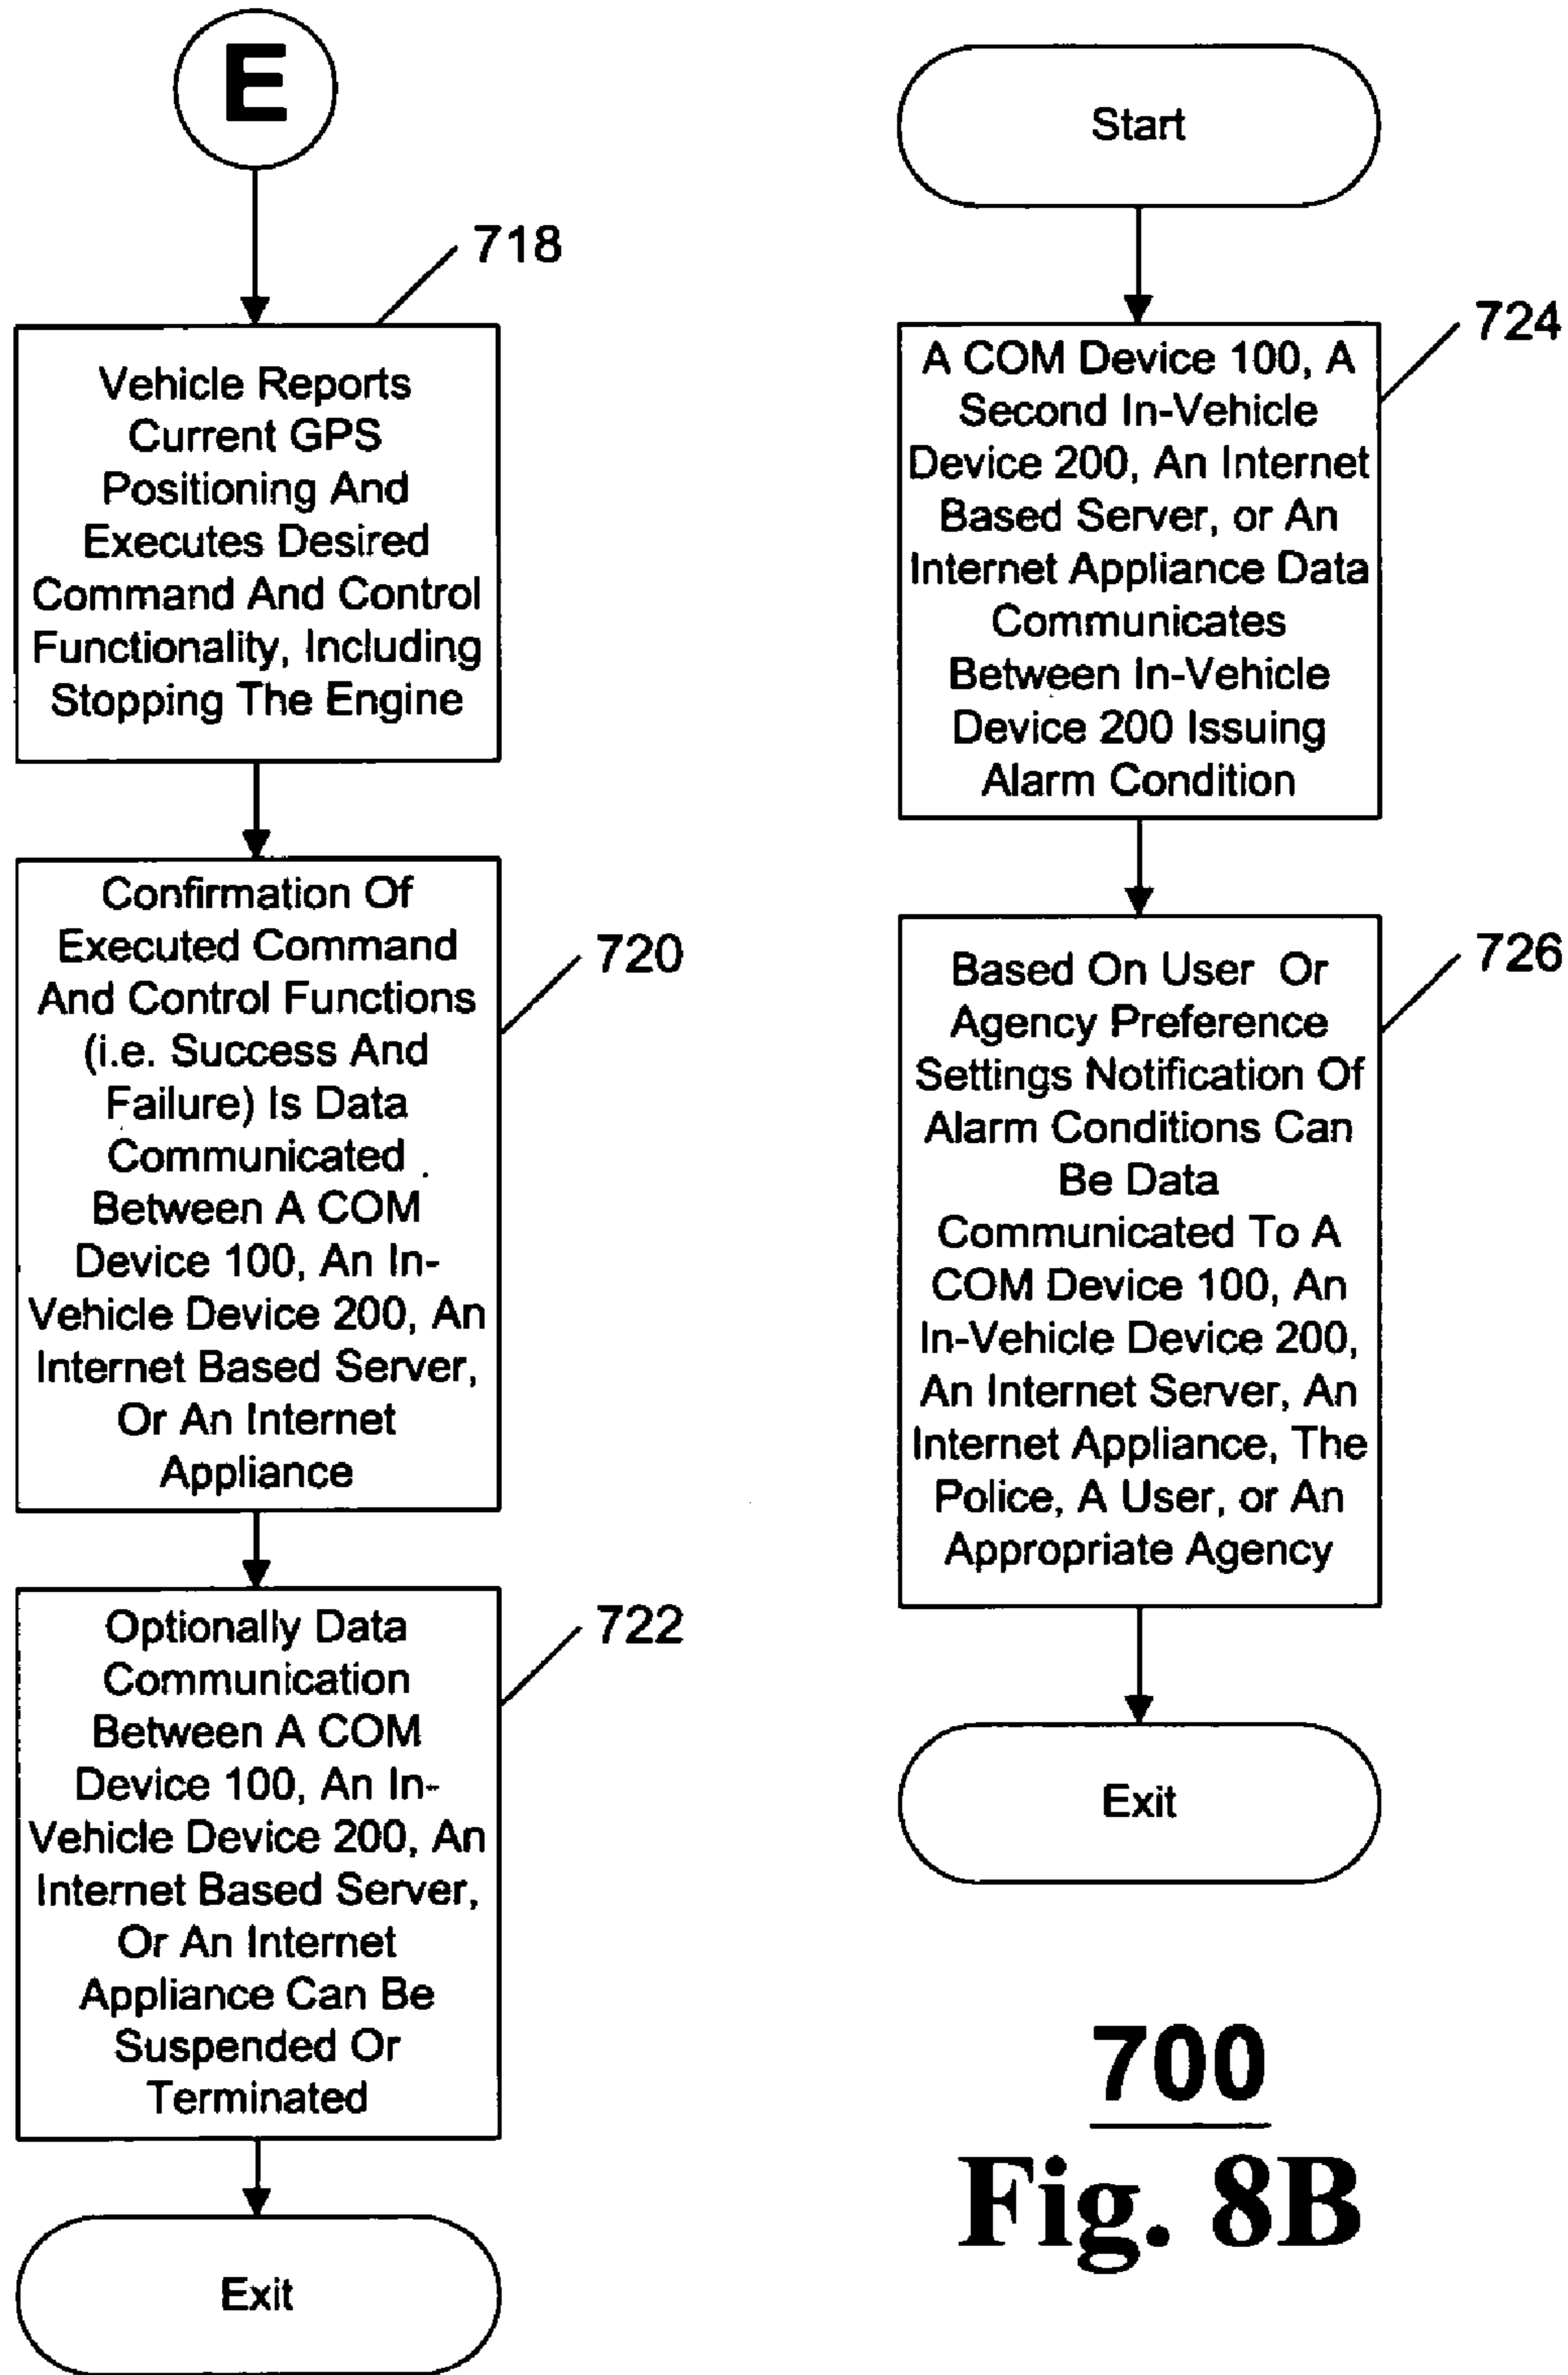 E
718
Vehicle Reports
Current GPS
Positioning And
Executes Desired
Command And Control
Functionality, Including
Stopping The Engine
720
Confirmation Of
Executed Command
And Control Functions
(i.e. Success And
Failure) Is Data
Communicated
Between A COM
Device 100, An In-
Vehicle Device 200, An
Internet Based Server,
Or An Internet
Appliance
722
Optionally Data
Communication
Between A COM
Device 100, An In-
Vehicle Device 200, An
Internet Based Server,
Or An Internet
Appliance Can Be
Suspended Or
Terminated
Exit
Start
724
A COM Device 100, A
Second In-Vehicle
Device 200, An Internet
Based Server, or An
Internet Appliance Data
Communicates
Between In-Vehicle
Device 200 Issuing
Alarm Condition
726
Based On User Or
Agency Preference
Settings Notification Of
Alarm Conditions Can
Be Data
Communicated To A
COM Device 100, An
In-Vehicle Device 200,
An Internet Server, An
Internet Appliance, The
Police, A User, or An
Appropriate Agency
Exit
700
Fig. 8B